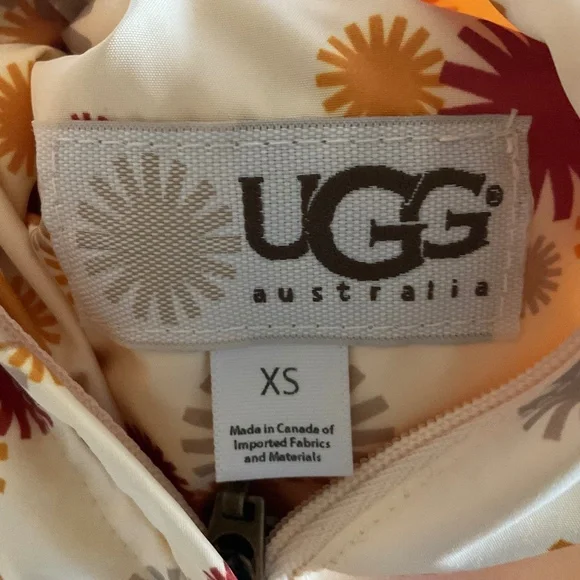 UGG®
australia
XS
Made in Canada of
Imported Fabrics
and Materials